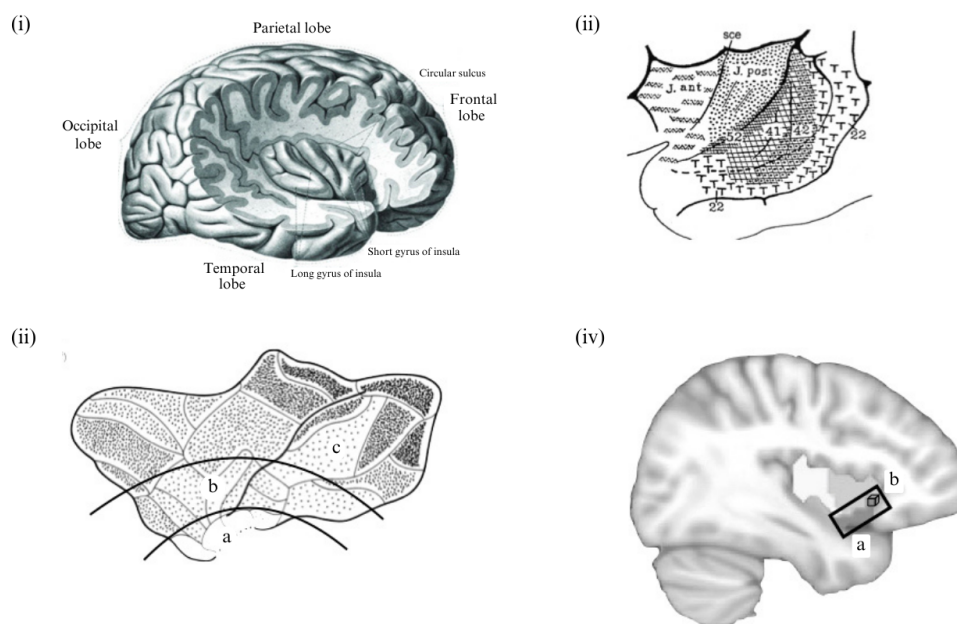 (i)
Parietal lobe
Circular sulcus
Frontal
lobe
Occipital
lobe
Short gyrus of insula
Temporal
lobe
Long gyrus of insula
(ii)
sce
J. ant
J. post
52
41
42
22
22
(ii)
)
c
b
a
(iv)
b
a